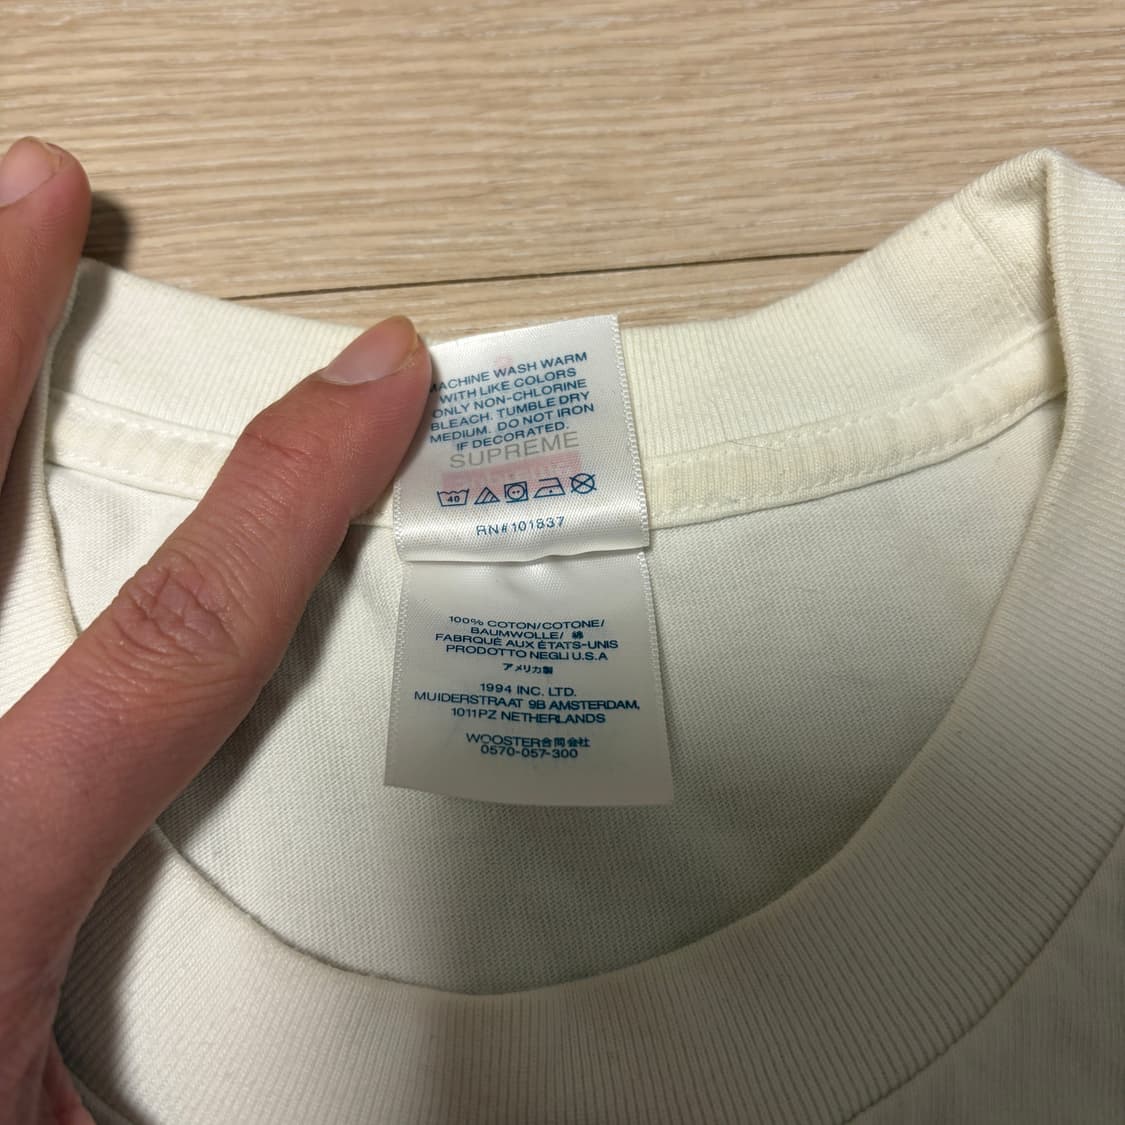 MACHINE WASH WARM
WITH LIKE COLORS
ONLY NON-CHLORINE
BLEACH. TUMBLE DRY
MEDIUM. DO NOT IRON
IF DECORATED.
SUPREME
40
RN#101837
100% COTON/COTONE/
BAUMWOLLE/ 綿
FABRIQUÉ AUX ÉTATS-UNIS
PRODOTTO NEGLI U.S.A
アメリカ製
1994 INC. LTD.
MUIDERSTRAAT 9B AMSTERDAM,
1011PZ NETHERLANDS
WOOSTER合同会社
0570-057-300